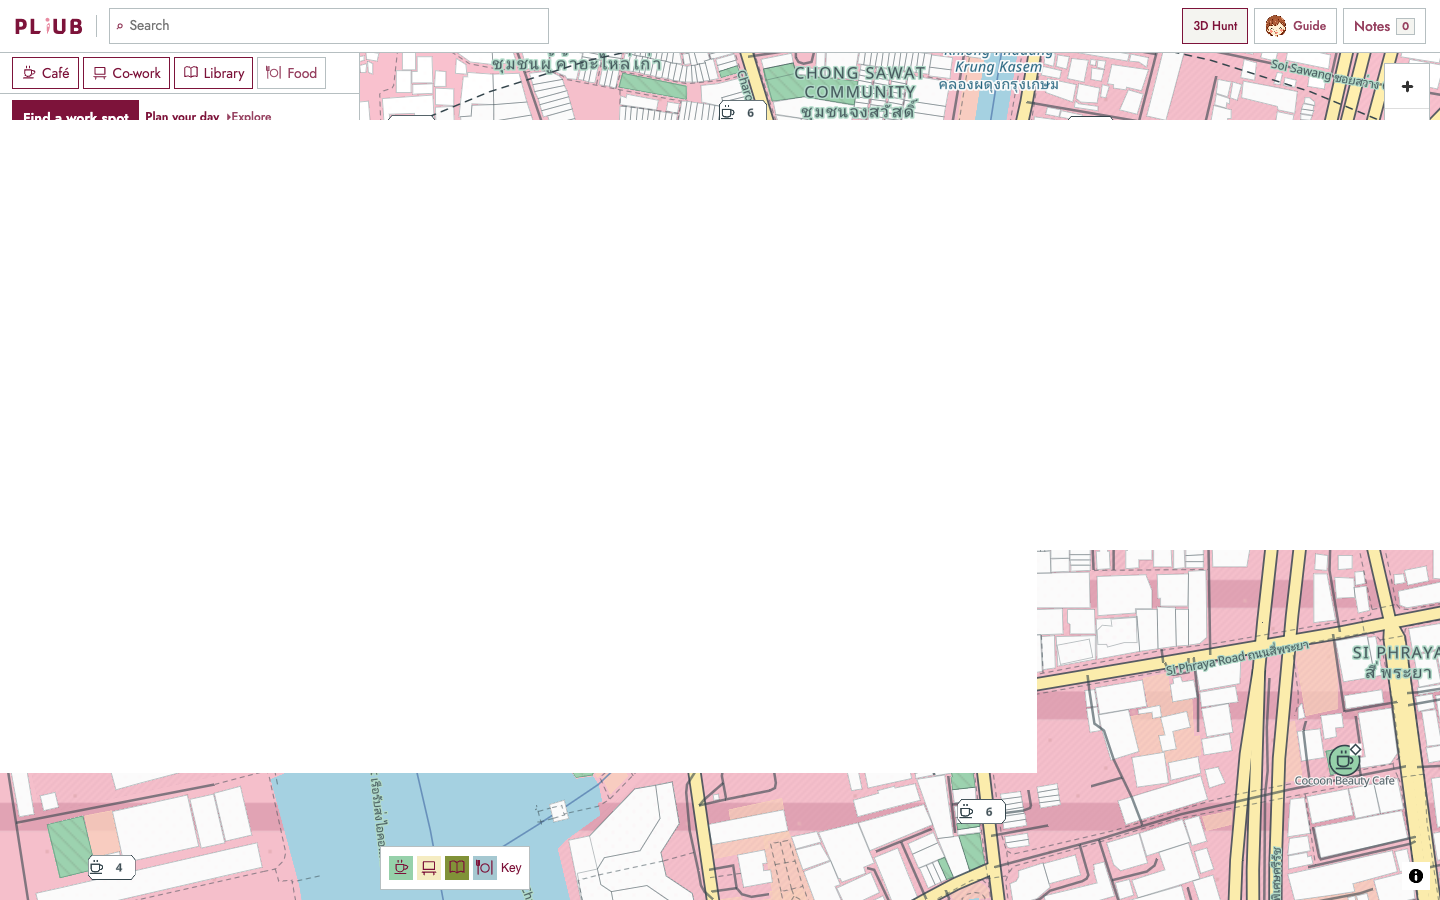 PLUB
Search
3D Hunt
Guide
Notes 0
Café
Co-work
Library
Food
Find a work spot
Plan your day
Explore
CHONG SAWAT
COMMUNITY
ชุมชนจงสวัสดิ์
Krung Kasem
คลองผดุงกรุงเกษม
Soi Sawang
6
+
Si Phraya Road ถนนสี่พระยา
SI PHRAYA
สี่พระยา
Cocoon Beauty Cafe
6
4
Key